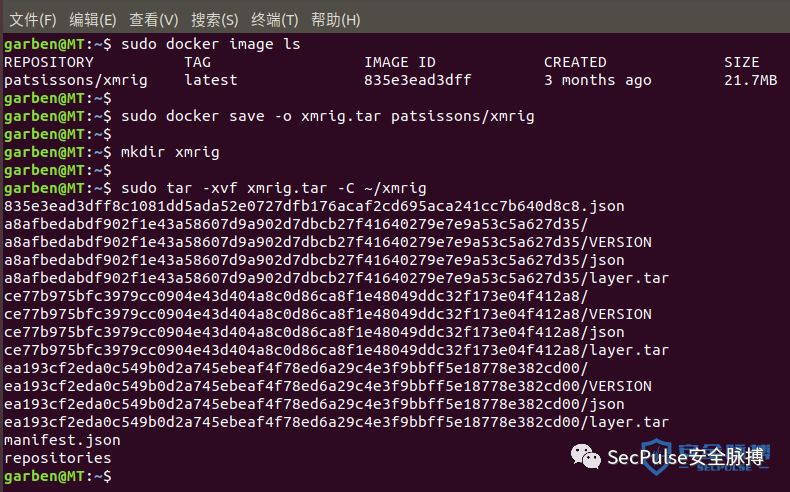 文件(F) 编辑(E) 查看(V) 搜索(S) 终端(T) 帮助(H)
garben@MT:~$ sudo docker image ls
REPOSITORY TAG IMAGE ID CREATED SIZE
patsissons/xmrig latest 835e3ead3dff 3 months ago 21.7MB
garben@MT:~$
garben@MT:~$ sudo docker save -o xmrig.tar patsissons/xmrig
garben@MT:~$
garben@MT:~$ mkdir xmrig
garben@MT:~$
garben@MT:~$ sudo tar -xvf xmrig.tar -C ~/xmrig
835e3ead3dff8c1081dd5ada52e0727dfb176acaf2cd695aca241cc7b640d8c8.json
a8afbedabdf902f1e43a58607d9a902d7dbcb27f41640279e7e9a53c5a627d35/
a8afbedabdf902f1e43a58607d9a902d7dbcb27f41640279e7e9a53c5a627d35/VERSION
a8afbedabdf902f1e43a58607d9a902d7dbcb27f41640279e7e9a53c5a627d35/json
a8afbedabdf902f1e43a58607d9a902d7dbcb27f41640279e7e9a53c5a627d35/layer.tar
ce77b975bfc3979cc0904e43d404a8c0d86ca8f1e48049ddc32f173e04f412a8/
ce77b975bfc3979cc0904e43d404a8c0d86ca8f1e48049ddc32f173e04f412a8/VERSION
ce77b975bfc3979cc0904e43d404a8c0d86ca8f1e48049ddc32f173e04f412a8/json
ce77b975bfc3979cc0904e43d404a8c0d86ca8f1e48049ddc32f173e04f412a8/layer.tar
ea193cf2eda0c549b0d2a745ebeaf4f78ed6a29c4e3f9bbff5e18778e382cd00/
ea193cf2eda0c549b0d2a745ebeaf4f78ed6a29c4e3f9bbff5e18778e382cd00/VERSION
ea193cf2eda0c549b0d2a745ebeaf4f78ed6a29c4e3f9bbff5e18778e382cd00/json
ea193cf2eda0c549b0d2a745ebeaf4f78ed6a29c4e3f9bbff5e18778e382cd00/layer.tar
manifest.json
repositories
garben@MT:~$
SecPulse安全脉搏
安全脉搏
SECPULSE